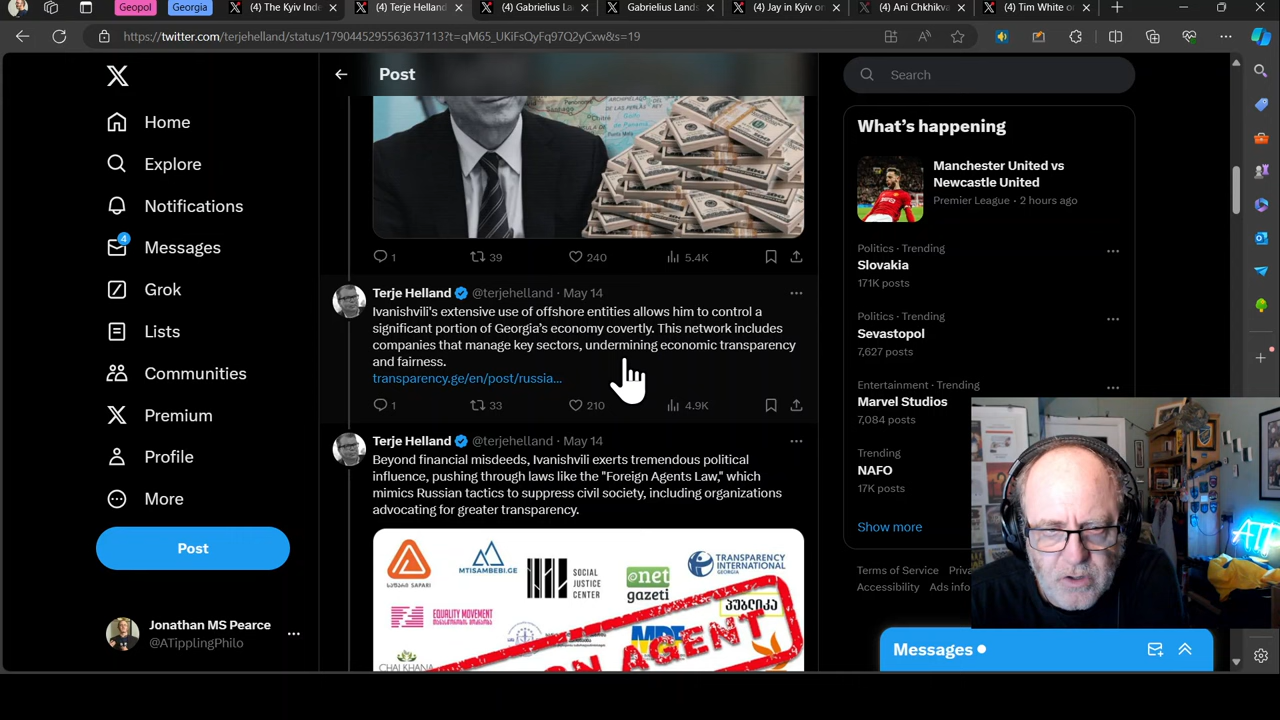 Geopol
Georgia
(4) The Kyiv Inde
(4) Terje Helland
(4) Gabrielius La
Gabrielius Lands
(4) Jay in Kyiv o
(4) Ani Chkhikva
(4) Tim White o
https://twitter.com/terjehelland/status/1790445295563637113?t=qM65_UKiFsQyFq97Q2yCxw&s=19
Home
Explore
Notifications
4
Messages
Grok
Lists
Communities
Premium
Profile
More
Post
Jonathan MS Pearce
@ATipplingPhilo
Post
1
39
240
5.4K
Terje Helland @terjehelland · May 14
Ivanishvili's extensive use of offshore entities allows him to control a
significant portion of Georgia's economy covertly. This network includes
companies that manage key sectors, undermining economic transparency
and fairness.
transparency.ge/en/post/russia...
1
33
210
4.9K
Terje Helland @terjehelland · May 14
Beyond financial misdeeds, Ivanishvili exerts tremendous political
influence, pushing through laws like the "Foreign Agents Law," which
mimics Russian tactics to suppress civil society, including organizations
advocating for greater transparency.
MTISAMBEBI.GE
SOCIAL
JUSTICE
CENTER
net
gazeti
TRANSPARENCY
INTERNATIONAL
EQUALITY MOVEMENT
პუბლიკა
AGENT
Search
What's happening
Manchester United vs
Newcastle United
Premier League · 2 hours ago
Politics · Trending
Slovakia
171K posts
Politics · Trending
Sevastopol
7,627 posts
Entertainment · Trending
Marvel Studios
7,084 posts
Trending
NAFO
17K posts
Show more
Terms of Service
Accessibility
Messages